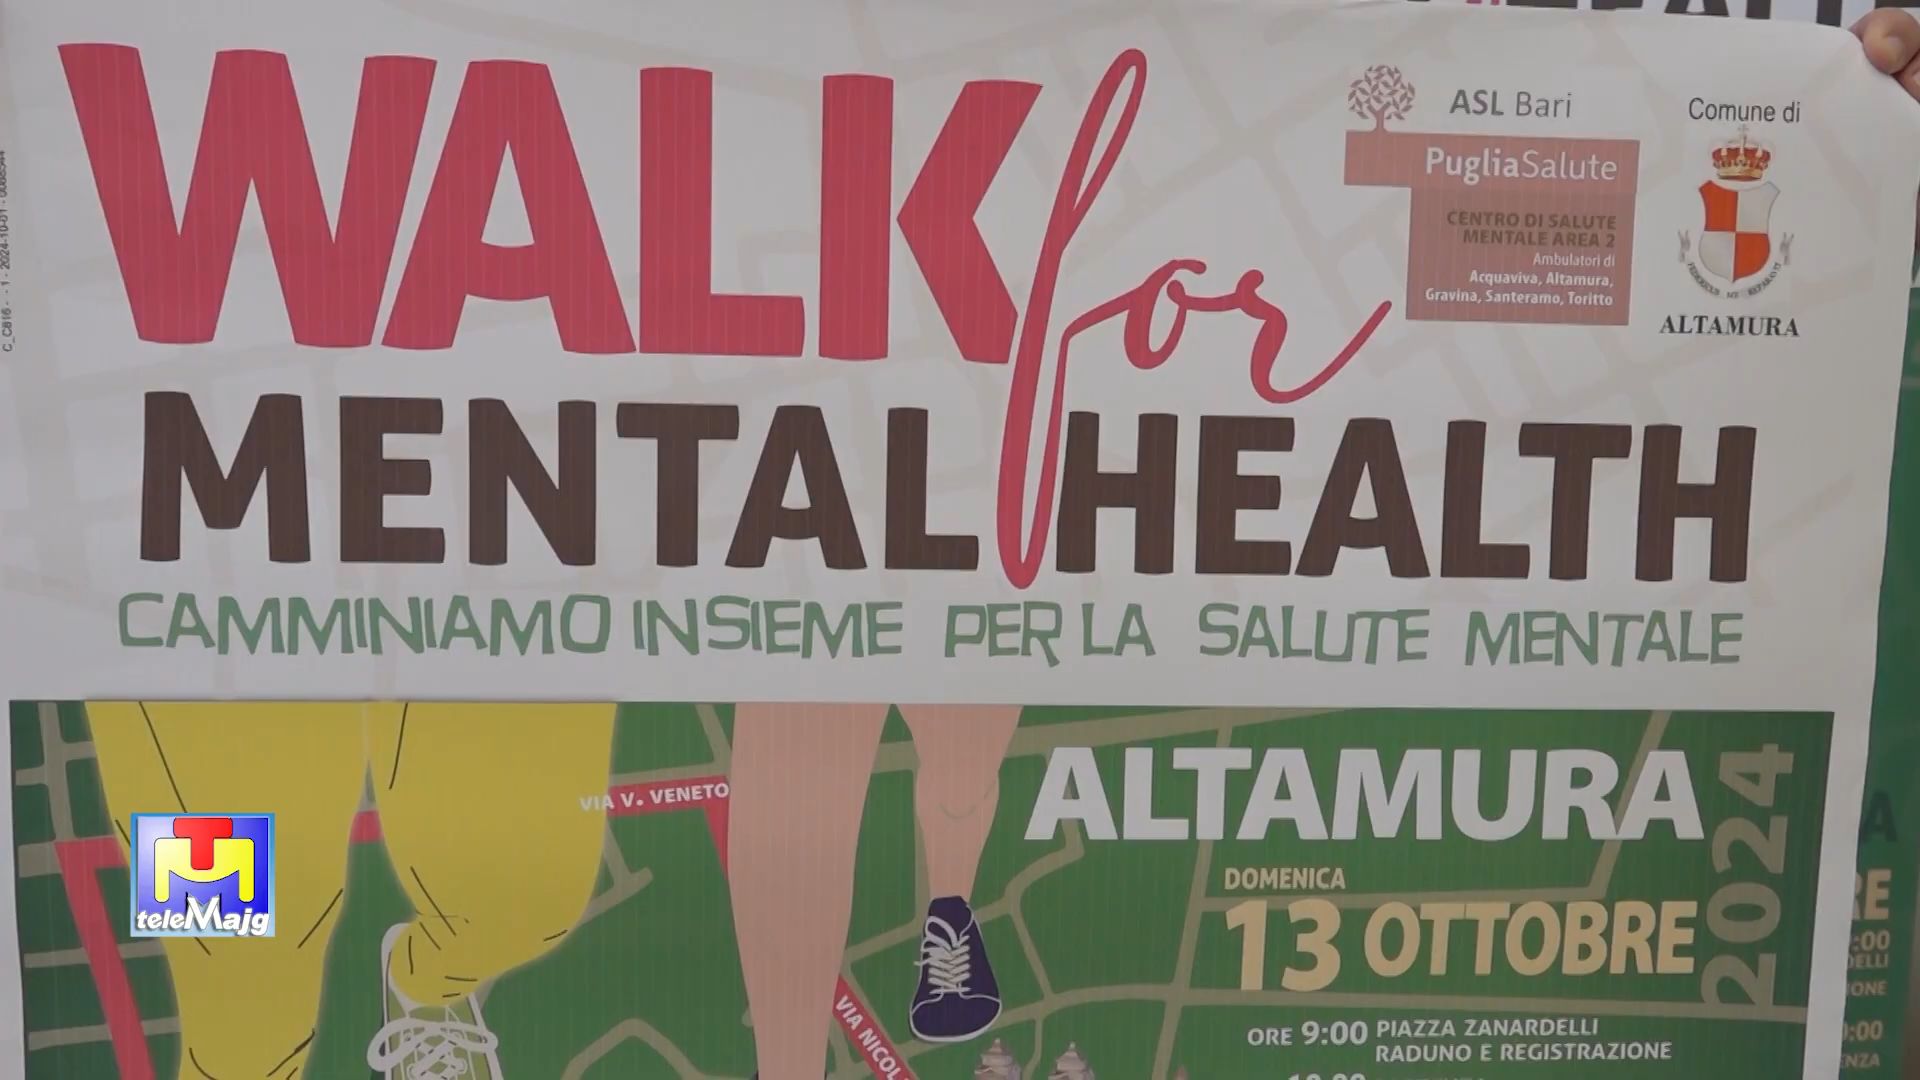 WALK for
MENTAL HEALTH
CAMMINIAMO INSIEME PER LA SALUTE MENTALE
ASL Bari
PugliaSalute
CENTRO DI SALUTE
MENTALE AREA 2
Ambulatori di
Acquaviva, Altamura,
Gravina, Santeramo, Toritto
Comune di
ALTAMURA
VIA V. VENETO
ALTAMURA
2024
DOMENICA
13 OTTOBRE
ORE 9:00 PIAZZA ZANARDELLI
RADUNO E REGISTRAZIONE
teleMajg